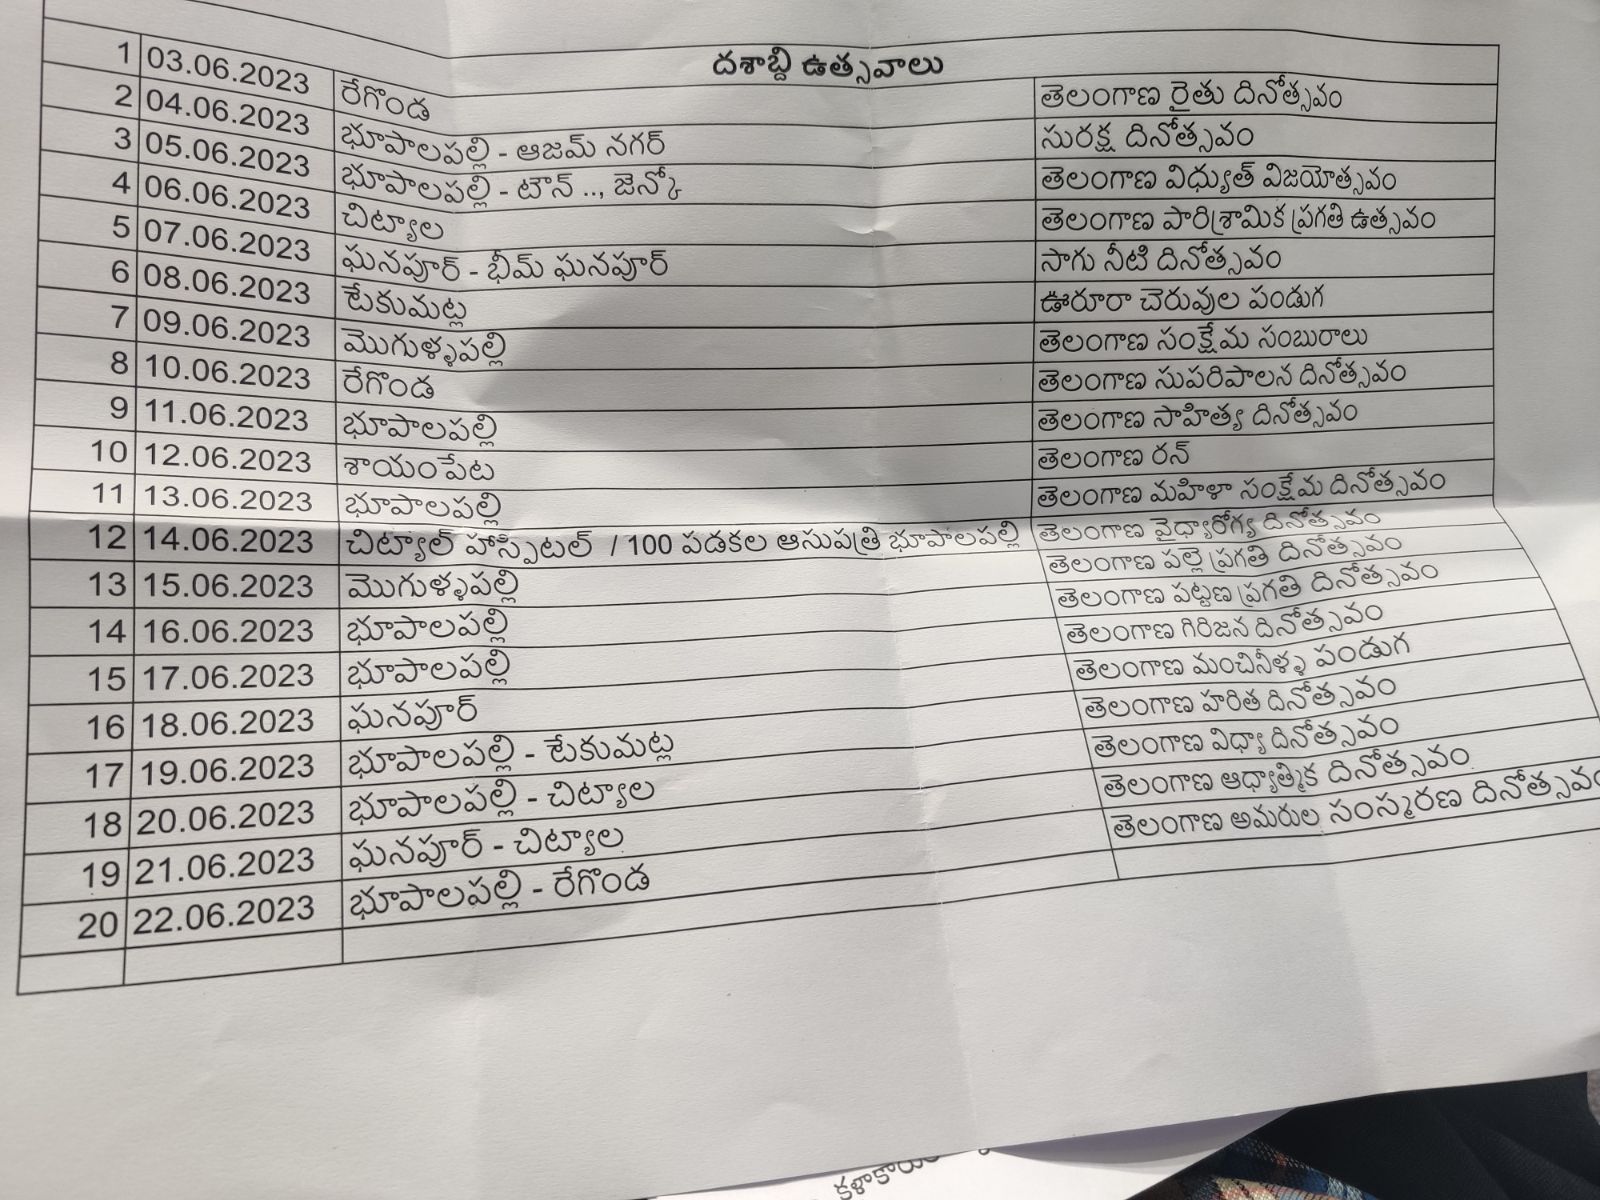 దశాబ్ది ఉత్సవాలు
1 03.06.2023 రేగొండ తెలంగాణ రైతు దినోత్సవం
2 04.06.2023 భూపాలపల్లి - ఆజమ్ నగర్ సురక్ష దినోత్సవం
3 05.06.2023 భూపాలపల్లి - టౌన్ .., జెన్కో తెలంగాణ విధ్యుత్ విజయోత్సవం
4 06.06.2023 చిట్యాల తెలంగాణ పారిశ్రామిక ప్రగతి ఉత్సవం
5 07.06.2023 ఘనపూర్ - భీమ్ ఘనపూర్ సాగు నీటి దినోత్సవం
6 08.06.2023 టేకుమట్ల ఊరూరా చెరువుల పండుగ
7 09.06.2023 మొగుళ్ళపల్లి తెలంగాణ సంక్షేమ సంబురాలు
8 10.06.2023 రేగొండ తెలంగాణ సుపరిపాలన దినోత్సవం
9 11.06.2023 భూపాలపల్లి తెలంగాణ సాహిత్య దినోత్సవం
10 12.06.2023 శాయంపేట తెలంగాణ రన్
11 13.06.2023 భూపాలపల్లి తెలంగాణ మహిళా సంక్షేమ దినోత్సవం
12 14.06.2023 చిట్యాల్ హాస్పిటల్ / 100 పడకల ఆసుపత్రి భూపాలపల్లి తెలంగాణ వైధ్యారోగ్య దినోత్సవం
13 15.06.2023 మొగుళ్ళపల్లి తెలంగాణ పల్లె ప్రగతి దినోత్సవం
14 16.06.2023 భూపాలపల్లి తెలంగాణ పట్టణ ప్రగతి దినోత్సవం
15 17.06.2023 భూపాలపల్లి తెలంగాణ గిరిజన దినోత్సవం
16 18.06.2023 ఘనపూర్ తెలంగాణ మంచినీళ్ళ పండుగ
17 19.06.2023 భూపాలపల్లి - టేకుమట్ల తెలంగాణ హరిత దినోత్సవం
18 20.06.2023 భూపాలపల్లి - చిట్యాల తెలంగాణ విధ్యా దినోత్సవం
19 21.06.2023 ఘనపూర్ - చిట్యాల తెలంగాణ ఆధ్యాత్మిక దినోత్సవం
20 22.06.2023 భూపాలపల్లి - రేగొండ తెలంగాణ అమరుల సంస్మరణ దినోత్సవం